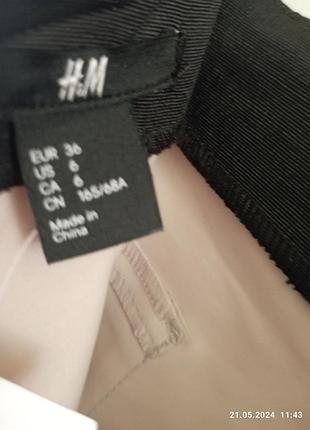 H&M
EUR 36
US 6
CA 6
CN 165/68A
Made in
China
21.05.2024 11:43